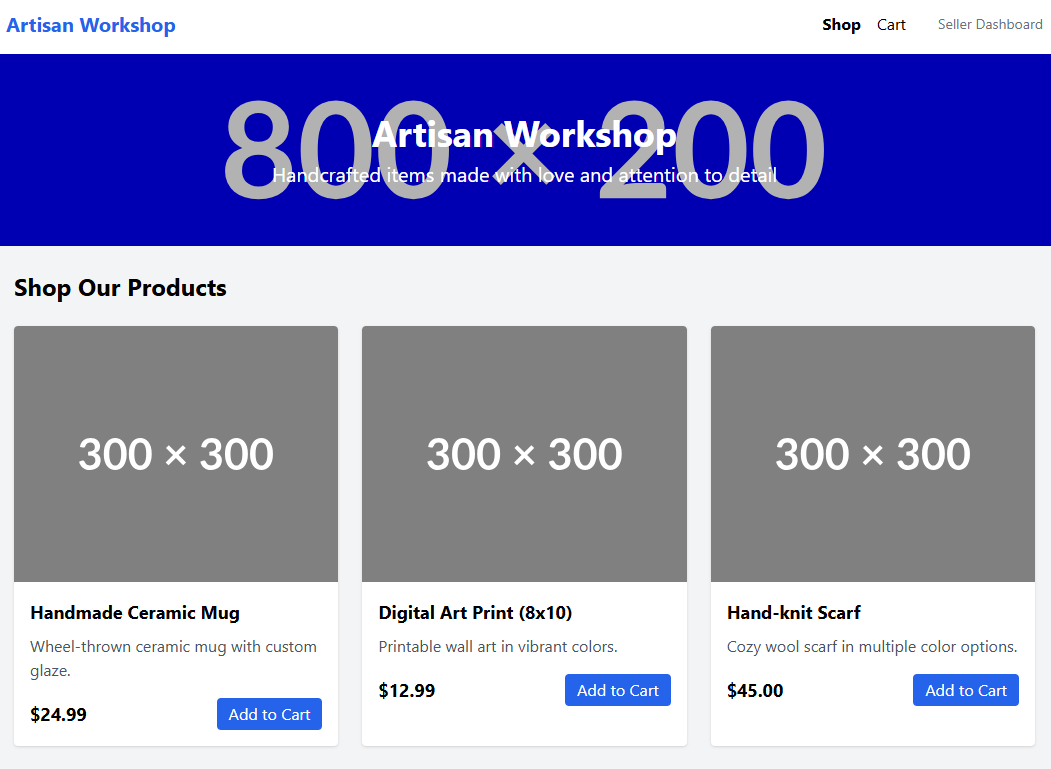 Artisan Workshop
Shop Cart Seller Dashboard
800 × 200
Artisan Workshop
Handcrafted items made with love and attention to detail
Shop Our Products
300 × 300
300 × 300
300 × 300
Handmade Ceramic Mug
Wheel-thrown ceramic mug with custom
glaze.
$24.99
Add to Cart
Digital Art Print (8x10)
Printable wall art in vibrant colors.
$12.99
Add to Cart
Hand-knit Scarf
Cozy wool scarf in multiple color options.
$45.00
Add to Cart